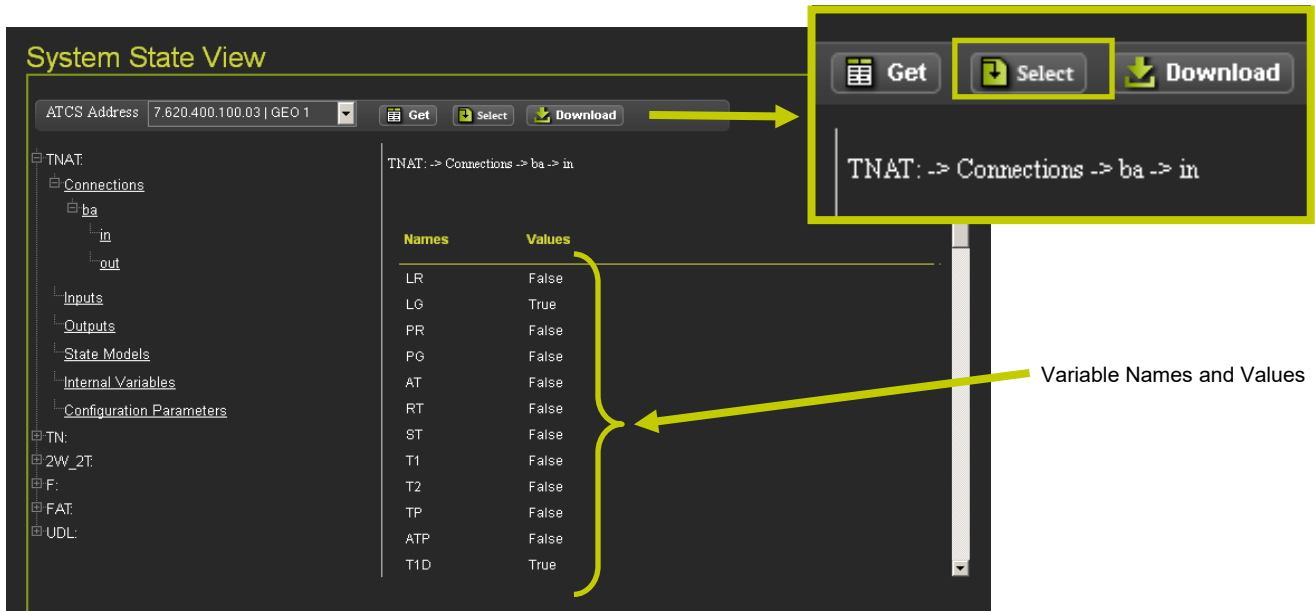 System State View
ATCS Address 7.620.400.100.03 | GEO 1 Get Select Download
Get Select Download
TNAT: -> Connections -> ba -> in
TNAT:
Connections
ba
in
out
Inputs
Outputs
State Models
Internal Variables
Configuration Parameters
TN:
2W_2T:
F:
FAT:
UDL:
TNAT: -> Connections -> ba -> in
Names Values
LR False
LG True
PR False
PG False
AT False
RT False
ST False
T1 False
T2 False
TP False
ATP False
T1D True
Variable Names and Values